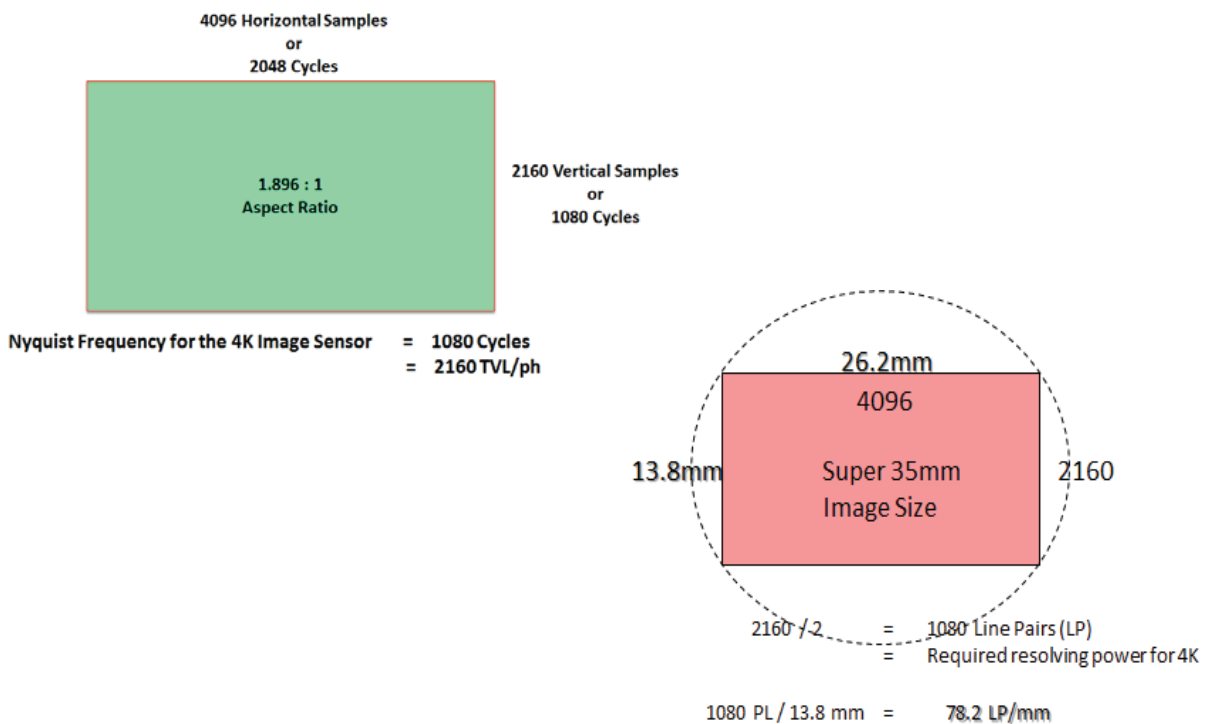 4096 Horizontal Samples
or
2048 Cycles
1.896 : 1
Aspect Ratio
2160 Vertical Samples
or
1080 Cycles
Nyquist Frequency for the 4K Image Sensor = 1080 Cycles
= 2160 TVL/ph
26.2mm
4096
13.8mm
Super 35mm
Image Size
2160
2160 / 2 = 1080 Line Pairs (LP)
= Required resolving power for 4K
1080 PL / 13.8 mm = 78.2 LP/mm